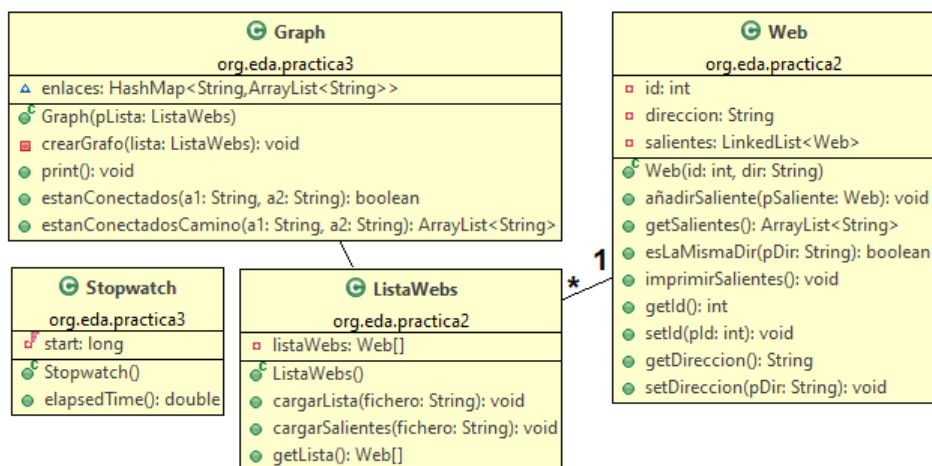 Graph
org.eda.practica3
enlaces: HashMap<String,ArrayList<String>>
Graph(pLista: ListaWebs)
crearGrafo(lista: ListaWebs): void
print(): void
estanConectados(a1: String, a2: String): boolean
estanConectadosCamino(a1: String, a2: String): ArrayList<String>
Web
org.eda.practica2
id: int
direccion: String
salientes: LinkedList<Web>
Web(id: int, dir: String)
añadirSaliente(pSaliente: Web): void
getSalientes(): ArrayList<String>
esLaMismaDir(pDir: String): boolean
imprimirSalientes(): void
getId(): int
setId(pId: int): void
getDireccion(): String
setDireccion(pDir: String): void
1
*
Stopwatch
org.eda.practica3
start: long
Stopwatch()
elapsedTime(): double
ListaWebs
org.eda.practica2
listaWebs: Web[]
ListaWebs()
cargarLista(fichero: String): void
cargarSalientes(fichero: String): void
getLista(): Web[]